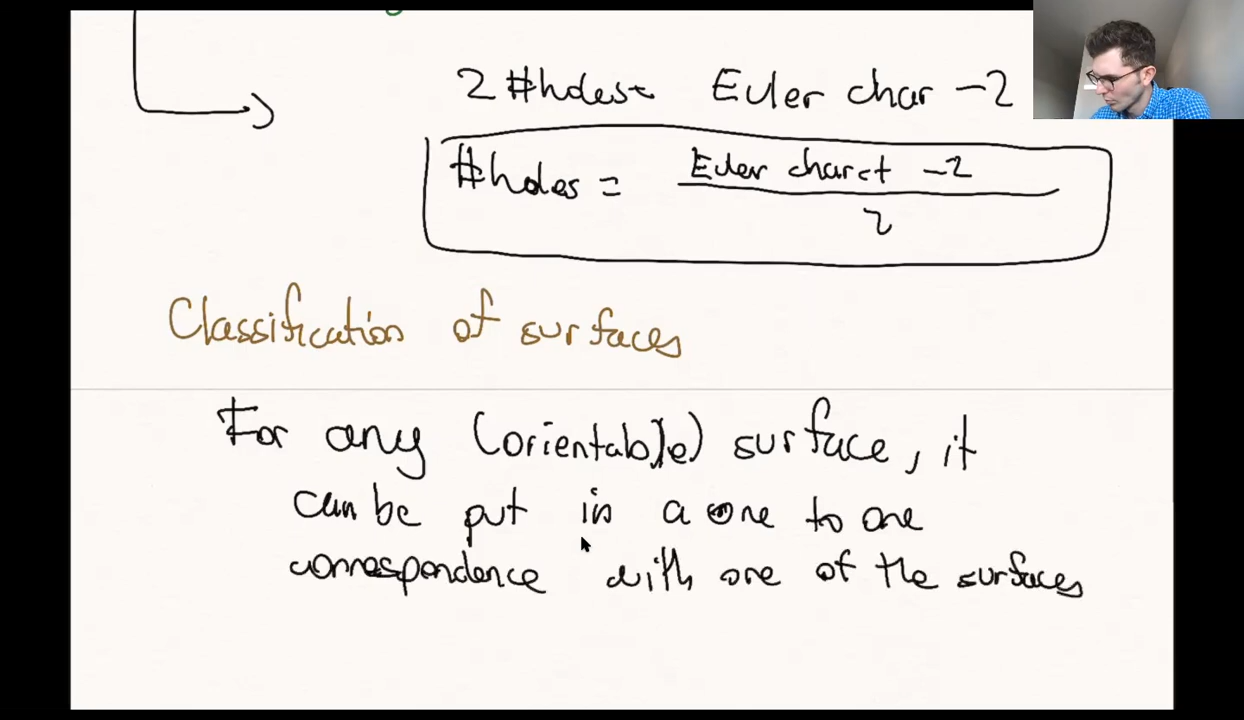 2 #holes = Euler char -2
#holes = Euler charct -2
2
Classification of surfaces
For any (orientable) surface, it
can be put in a one to one
correspondence with one of the surfaces